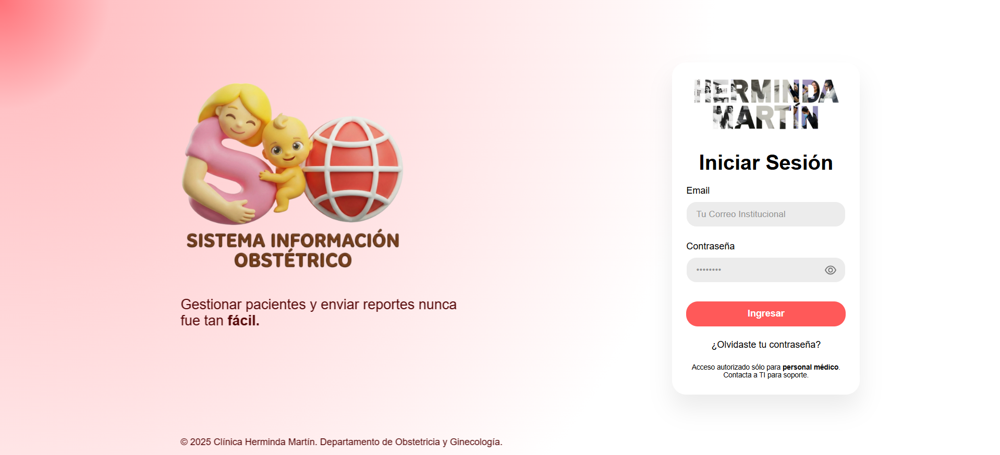 SISTEMA INFORMACIÓN
OBSTÉTRICO
Gestionar pacientes y enviar reportes nunca
fue tan fácil.
© 2025 Clínica Herminda Martín. Departamento de Obstetricia y Ginecología.
HERMINDA
MARTÍN
Iniciar Sesión
Email
Tu Correo Institucional
Contraseña
••••••••
Ingresar
¿Olvidaste tu contraseña?
Acceso autorizado sólo para personal médico.
Contacta a TI para soporte.